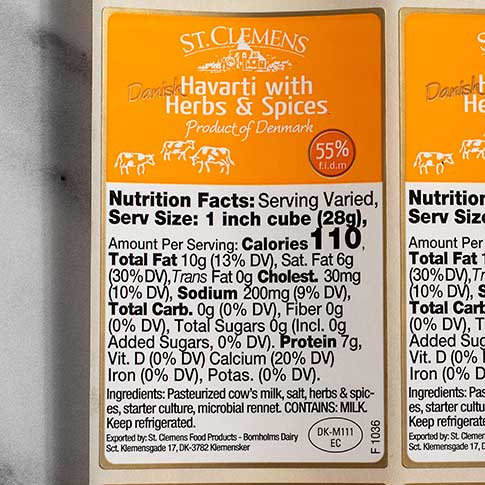 ST. CLEMENS
Danish Havarti with
Herbs & Spices
Product of Denmark
55%
f.i.d.m
Nutrition Facts: Serving Varied,
Serv Size: 1 inch cube (28g),
Amount Per Serving: Calories 110,
Total Fat 10g (13% DV), Sat. Fat 6g
(30%DV),Trans Fat 0g Cholest. 30mg
(10% DV), Sodium 200mg (9% DV),
Total Carb. 0g (0% DV), Fiber 0g
(0% DV), Total Sugars 0g (Incl. 0g
Added Sugars, 0% DV). Protein 7g,
Vit. D (0% DV) Calcium (20% DV)
Iron (0% DV), Potas. (0% DV).
Ingredients: Pasteurized cow's milk, salt, herbs & spic-
es, starter culture, microbial rennet. CONTAINS: MILK.
Keep refrigerated.
Exported by: St. Clemens Food Products - Bornholms Dairy
Sct. Klemensgade 17, DK-3782 Klemensker
DK-M111
EC
F 1036
Danish H
He
Nutrition
Serv Size
Amount Per
Total Fat 1
(30%DV),T
(10% DV), S
Total Carb
(0% DV), T
Added Sug
Vit. D (0%
Iron (0% D
Ingredients: Pas
es, starter cultu
Keep refrigerate
Exported by: St. Clemen
Sct. Klemensgade 17, D